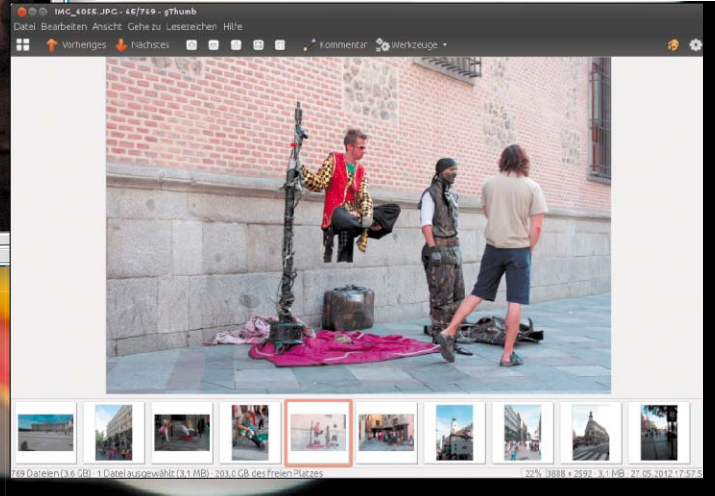 IMG_6066.JPG - 65/769 - gThumb
Datei Bearbeiten Ansicht Gehe zu Lesezeichen Hilfe
Vorheriges Nächstes Kommentar Werkzeuge
769 Dateien (3,6 GB) · 1 Datei ausgewählt (3,1 MB) · 203,0 GB des freien Platzes
22% 3888 × 2592 · 3,1 MB 27.05.2012 17:57